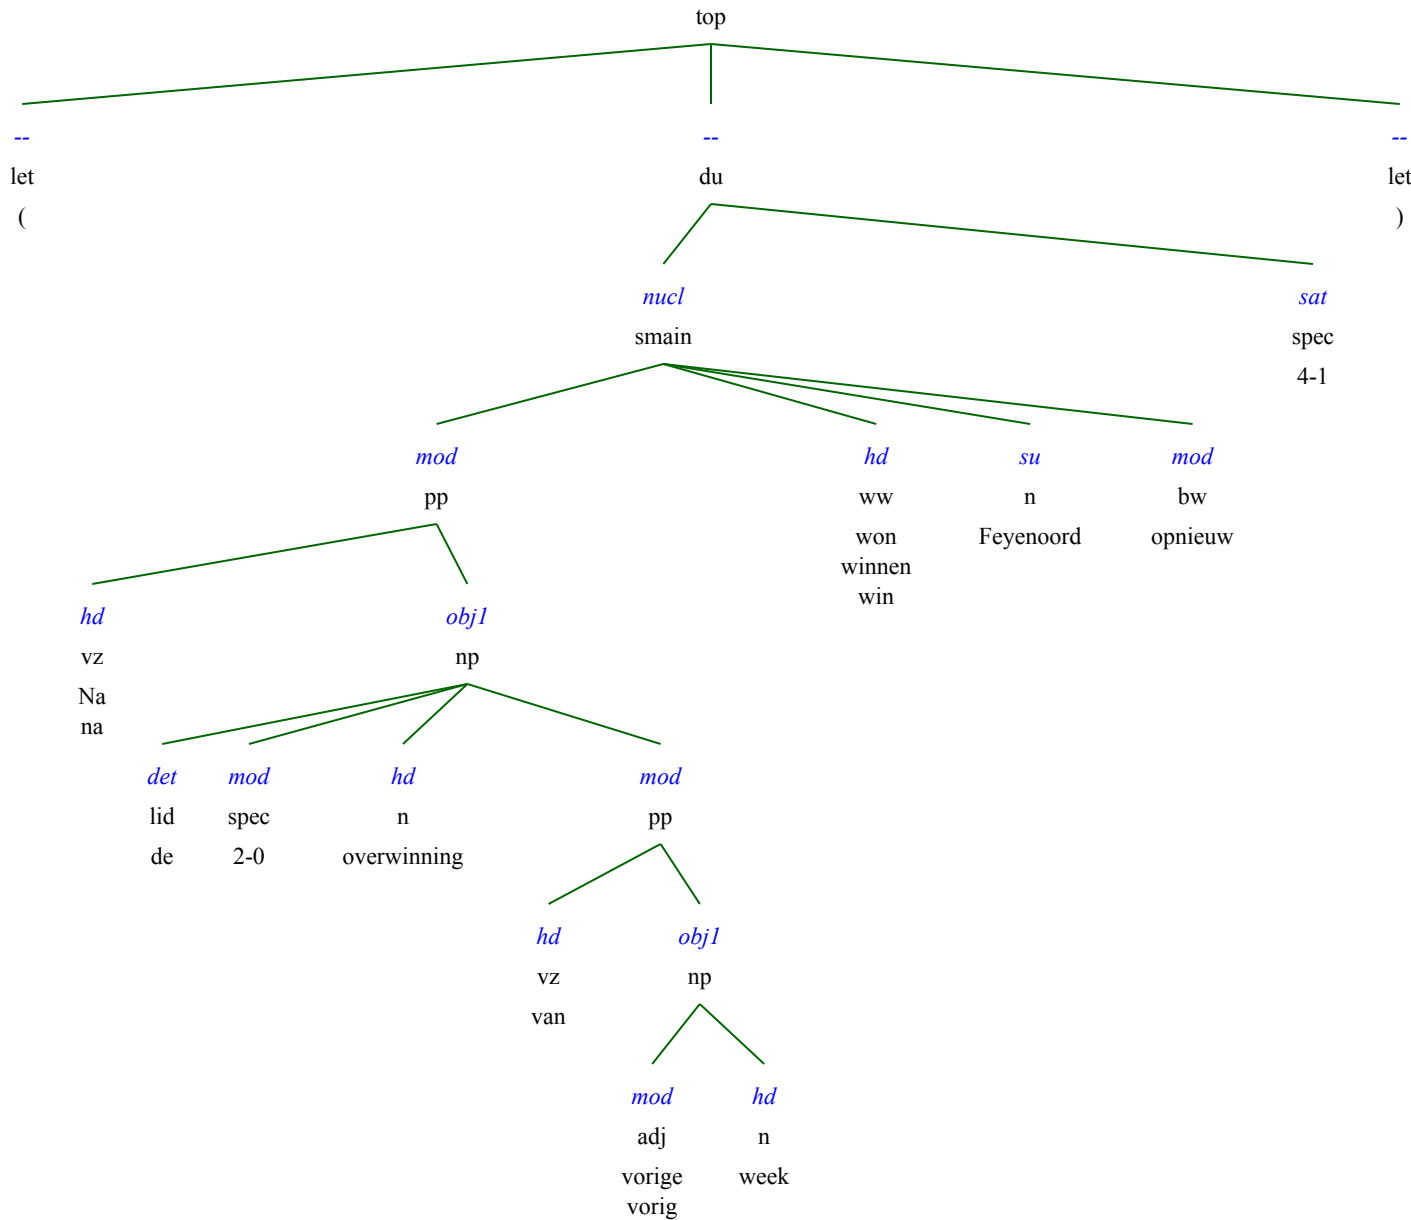 top
-- -- --
let du let
( )
nucl sat
smain spec
4-1
mod hd su mod
pp ww n bw
won Feyenoord opnieuw
winnen
win
hd obj1
vz np
Na
na
det mod hd mod
lid spec n pp
de 2-0 overwinning
hd obj1
vz np
van
mod hd
adj n
vorige week
vorig